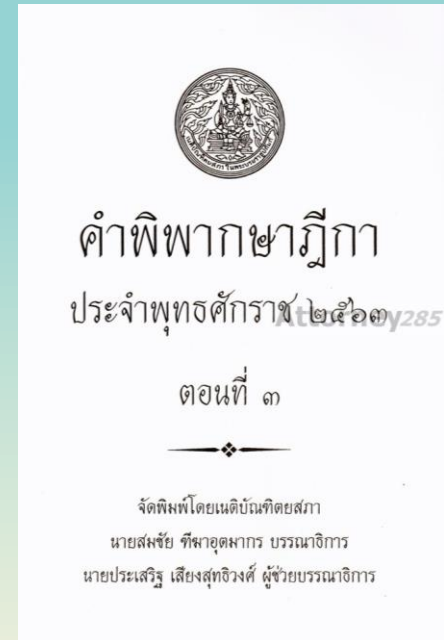 คำพิพากษาฎีกา
ประจำพุทธศักราช ๒๕๖๓
Attorney285
ตอนที่ ๓
จัดพิมพ์โดยเนติบัณฑิตยสภา
นายสมชัย ฑีฆาอุตมากร บรรณาธิการ
นายประเสริฐ เสียงสุทธิวงศ์ ผู้ช่วยบรรณาธิการ